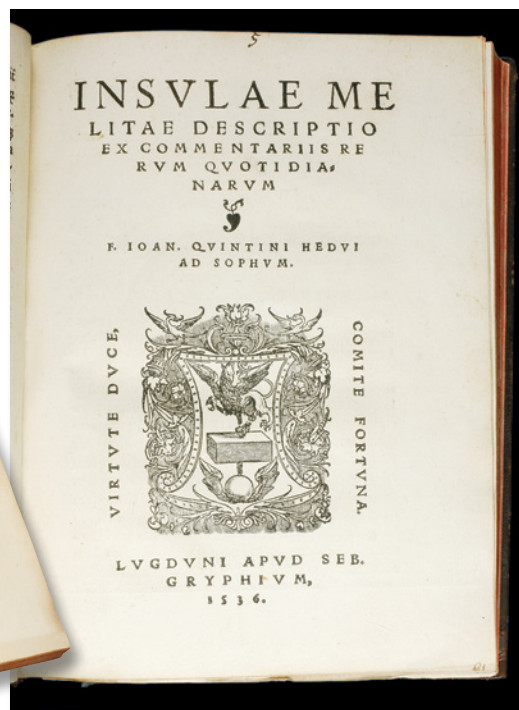 5
INSVLAE ME
LITAE DESCRIPTIO
EX COMMENTARIIS RE
RVM QVOTIDIA⸗
NARVM
F. IOAN. QVINTINI HEDVI
AD SOPHVM.
VIRTVTE DVCE,
COMITE FORTVNA.
LVGDVNI APVD SEB.
GRYPHIVM,
1536.